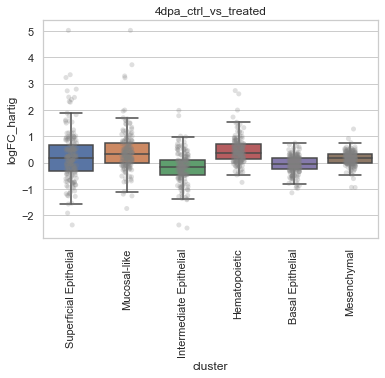 4dpa_ctrl_vs_treated
logFC_hartig
5
4
3
2
1
0
−1
−2
Superficial Epithelial
Mucosal-like
Intermediate Epithelial
Hematopoietic
Basal Epithelial
Mesenchymal
cluster